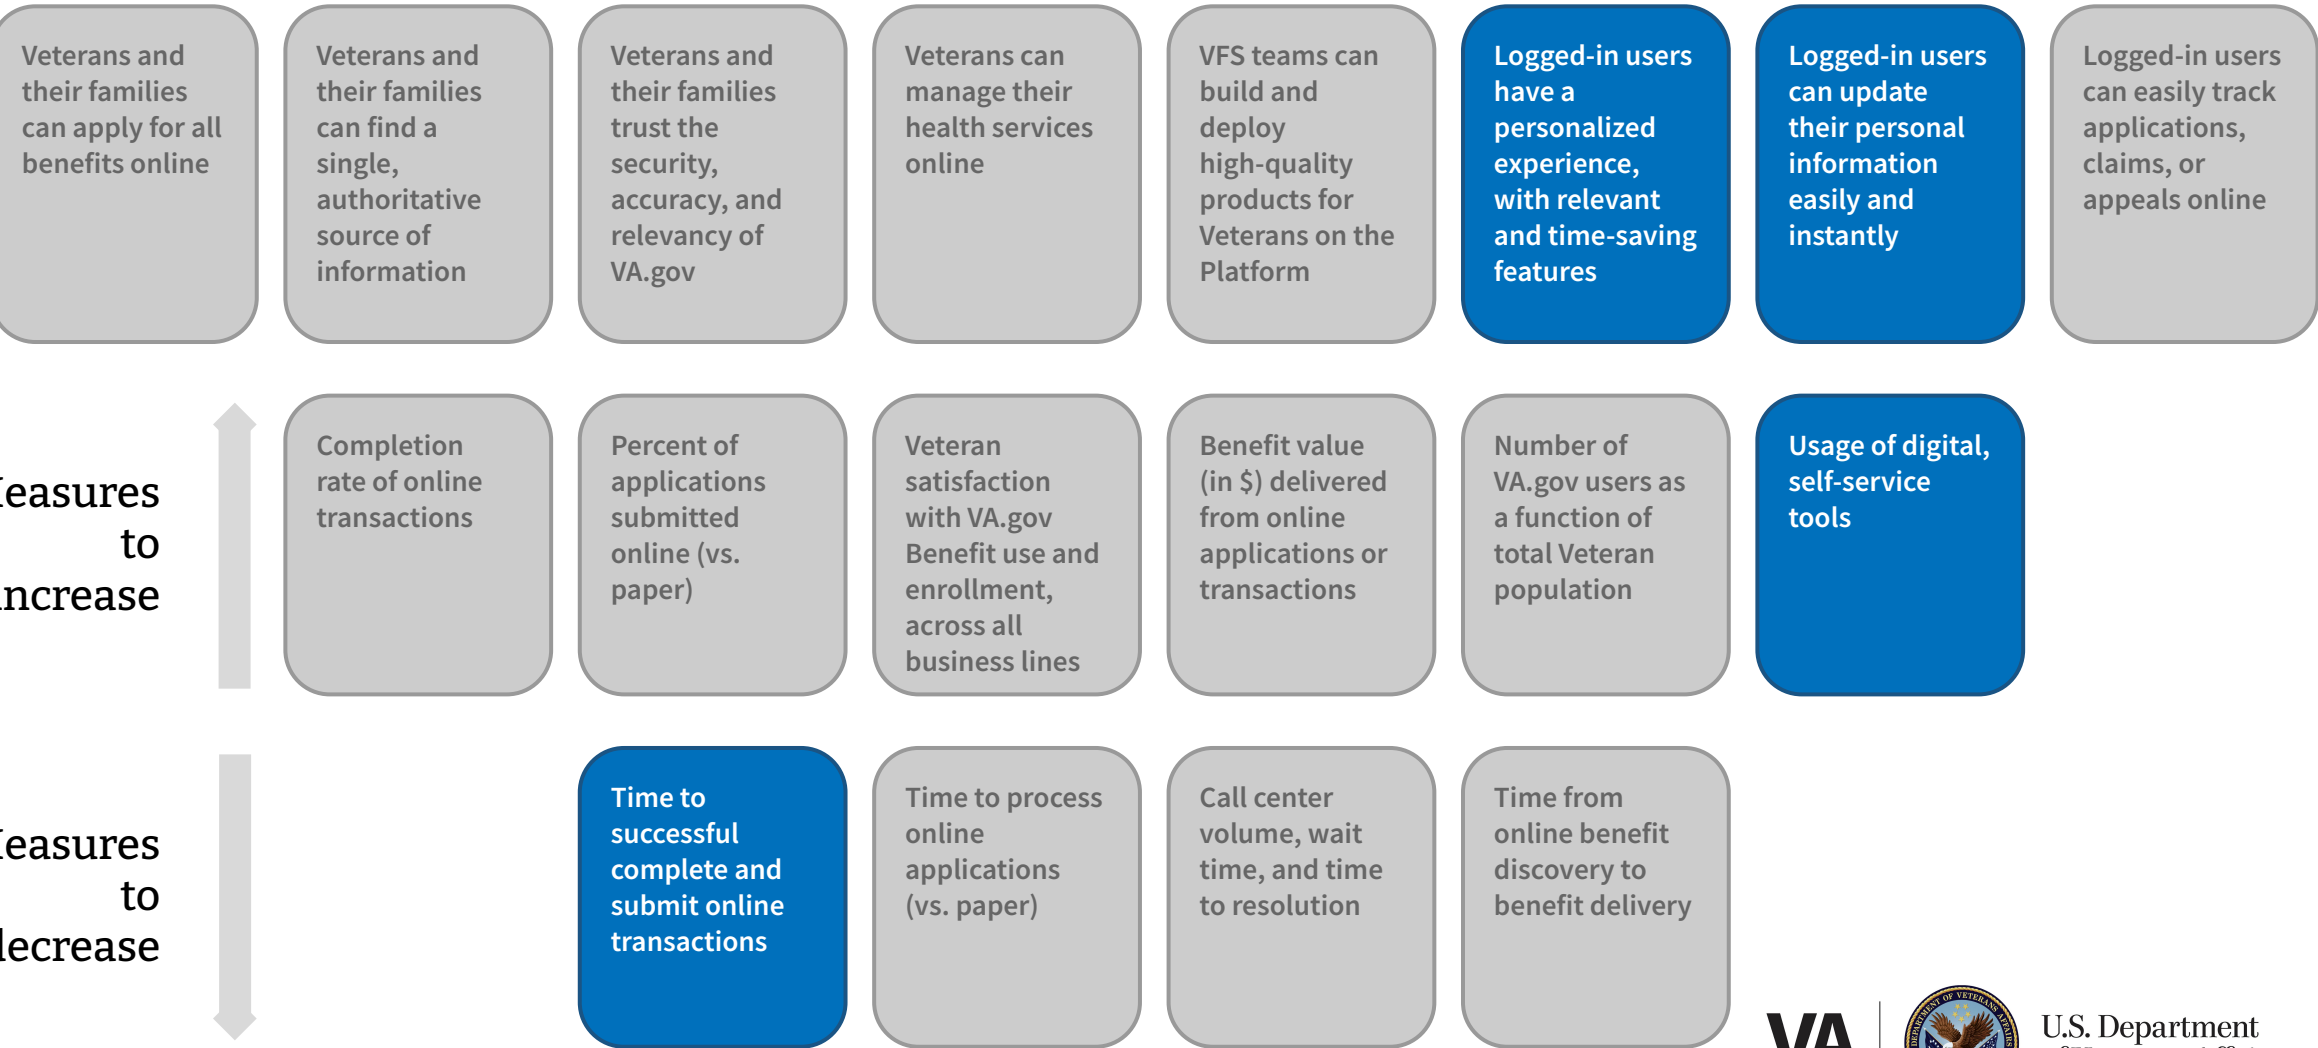 Veterans and
their families
can apply for all
benefits online
Veterans and
their families
can find a
single,
authoritative
source of
information
Veterans and
their families
trust the
security,
accuracy, and
relevancy of
VA.gov
Veterans can
manage their
health services
online
VFS teams can
build and
deploy
high-quality
products for
Veterans on the
Platform
Logged-in users
have a
personalized
experience,
with relevant
and time-saving
features
Logged-in users
can update
their personal
information
easily and
instantly
Logged-in users
can easily track
applications,
claims, or
appeals online
easures
to
increase
Completion
rate of online
transactions
Percent of
applications
submitted
online (vs.
paper)
Veteran
satisfaction
with VA.gov
Benefit use and
enrollment,
across all
business lines
Benefit value
(in $) delivered
from online
applications or
transactions
Number of
VA.gov users as
a function of
total Veteran
population
Usage of digital,
self-service
tools
easures
to
decrease
Time to
successful
complete and
submit online
transactions
Time to process
online
applications
(vs. paper)
Call center
volume, wait
time, and time
to resolution
Time from
online benefit
discovery to
benefit delivery
VA
DEPARTMENT OF VETERANS AFFAIRS
U.S. Department